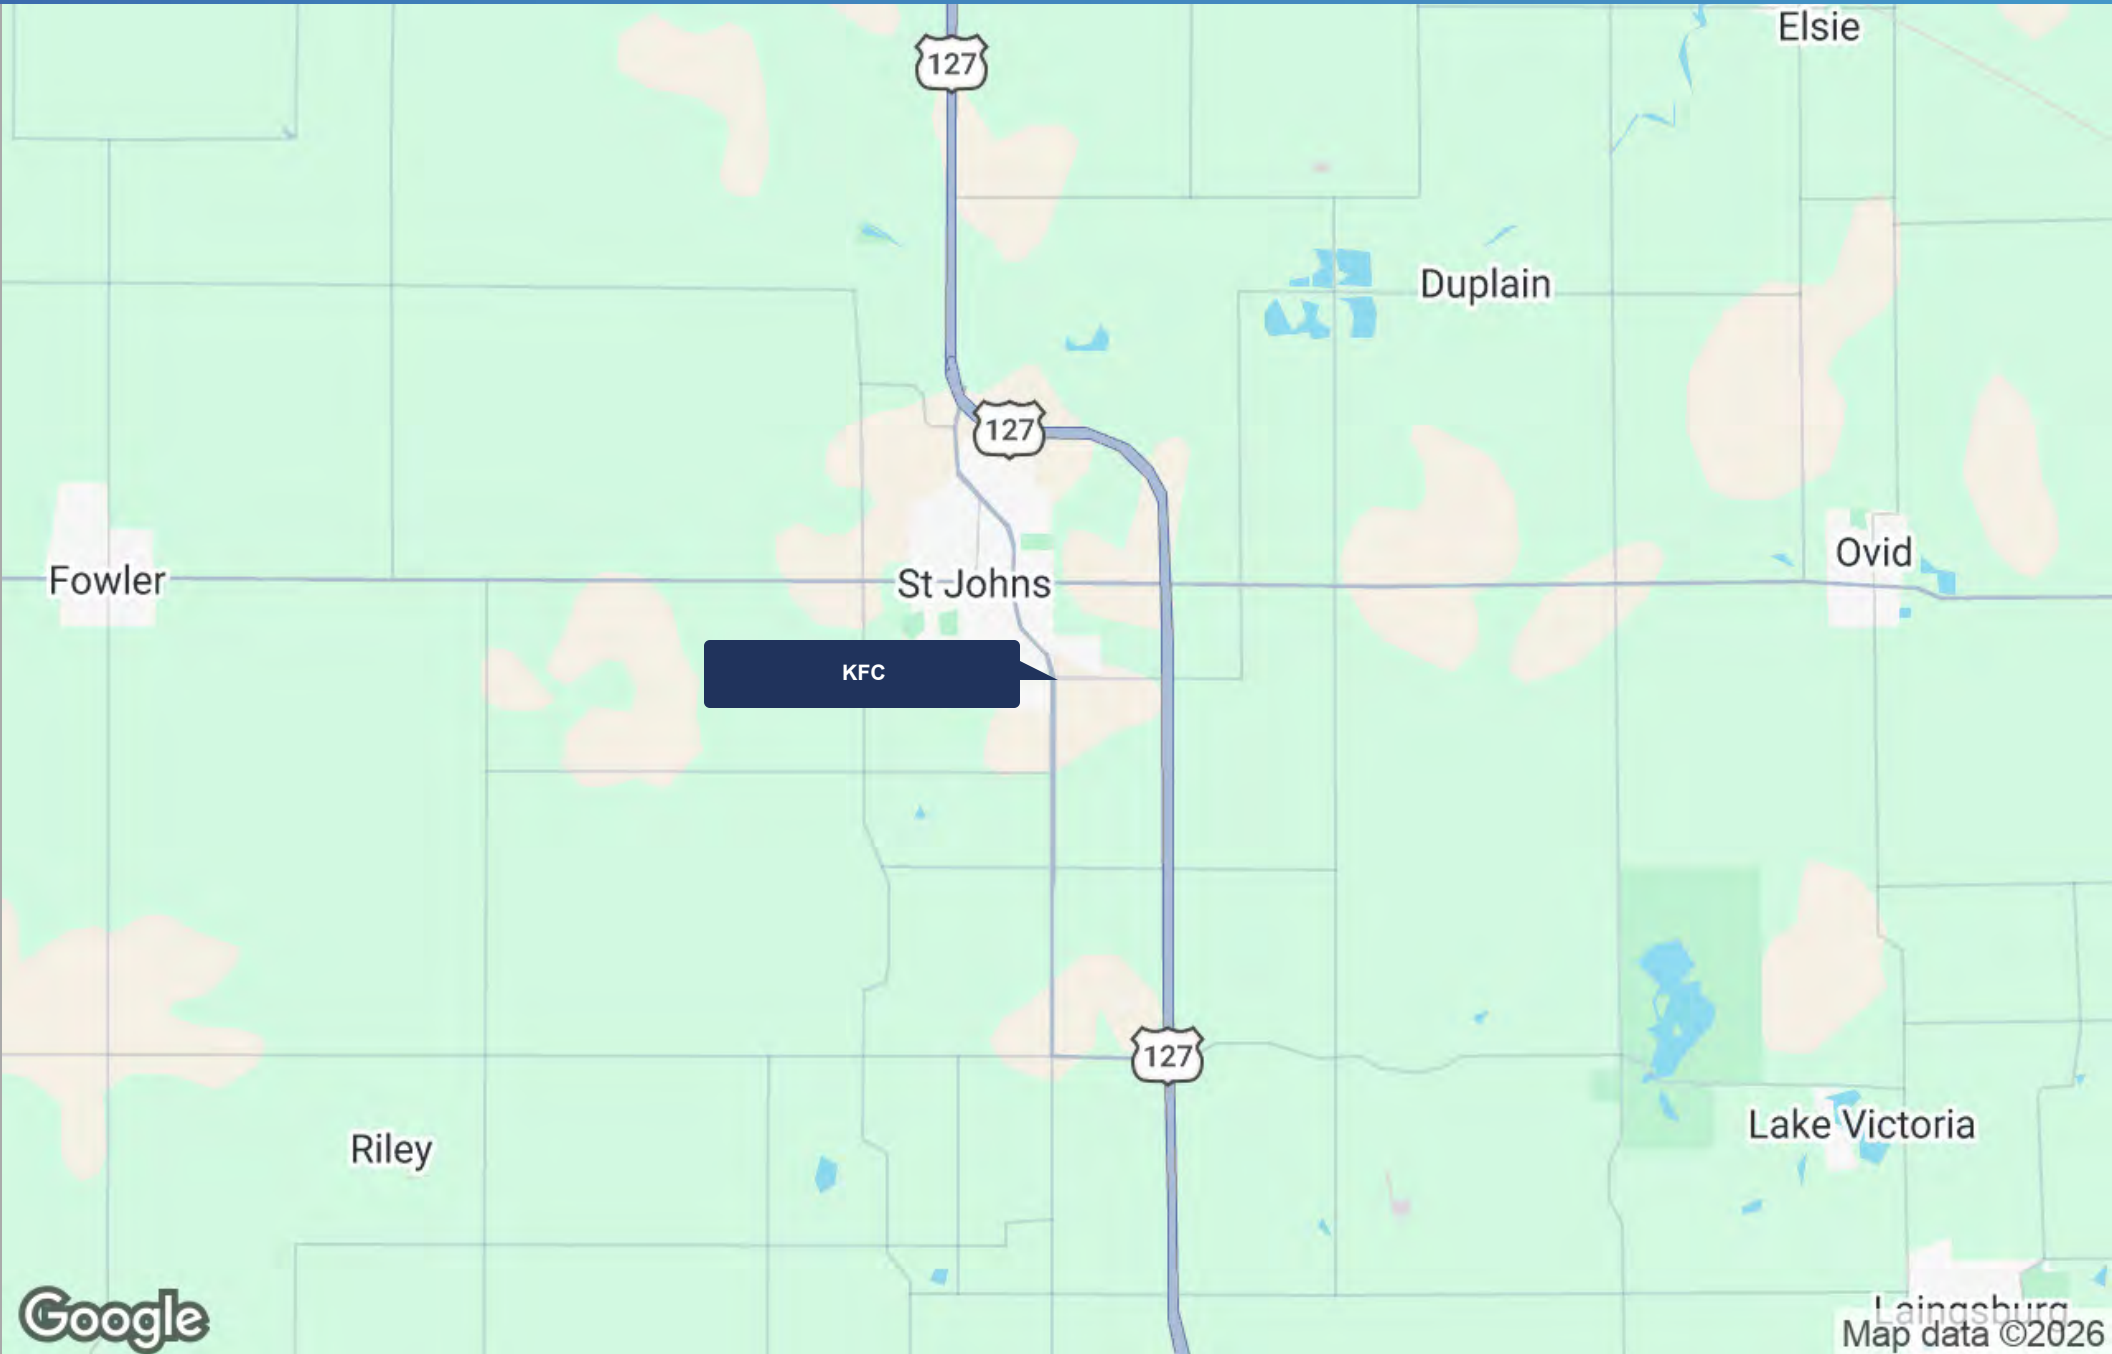 Elsie
127
Duplain
127
Ovid
Fowler
St Johns
KFC
127
Lake Victoria
Riley
Laingsburg
Google
Map data ©2026